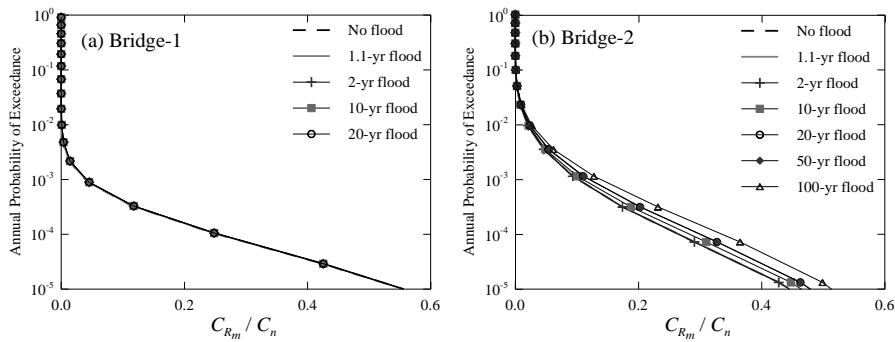 Annual Probability of Exceedance
10^0
10^-1
10^-2
10^-3
10^-4
10^-5
(a) Bridge-1
No flood
1.1-yr flood
2-yr flood
10-yr flood
20-yr flood
0.0 0.2 0.4 0.6
C_{R_m} / C_n
Annual Probability of Exceedance
10^0
10^-1
10^-2
10^-3
10^-4
10^-5
(b) Bridge-2
No flood
1.1-yr flood
2-yr flood
10-yr flood
20-yr flood
50-yr flood
100-yr flood
0.0 0.2 0.4 0.6
C_{R_m} / C_n